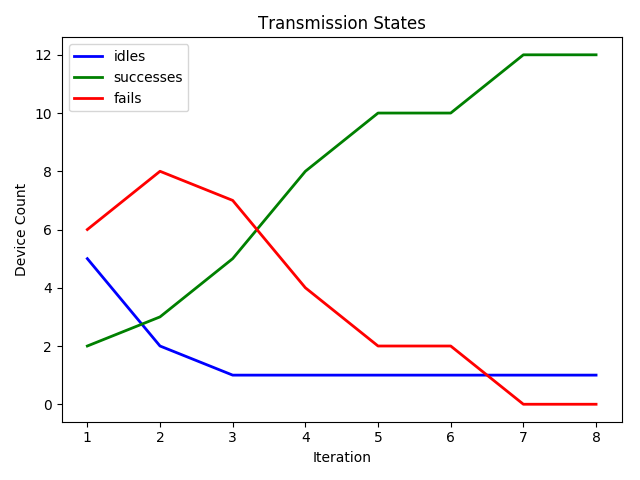 Transmission States
idles
successes
fails
Device Count
12
10
8
6
4
2
0
1 2 3 4 5 6 7 8
Iteration